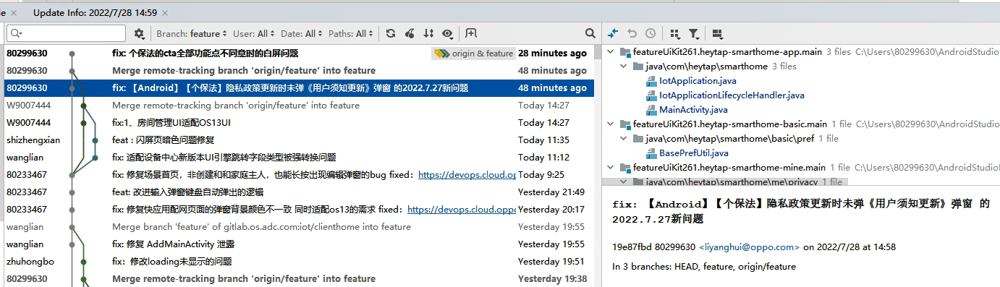 Update Info: 2022/7/28 14:59
Branch: feature User: All Date: All Paths: All
80299630 fix: 个保法的cta全部功能点不同意时的白屏问题 origin & feature 28 minutes ago
80299630 Merge remote-tracking branch 'origin/feature' into feature 48 minutes ago
80299630 fix: 【Android】【个保法】隐私政策更新时未弹《用户须知更新》弹窗 的2022.7.27新问题 48 minutes ago
W9007444 Merge remote-tracking branch 'origin/feature' into feature Today 14:27
W9007444 fix1、房间管理UI适配OS13UI Today 14:27
shizhengxian feat : 闪屏页暗色问题修复 Today 11:35
wanglian fix: 适配设备中心新版本UI引擎跳转字段类型被强转换问题 Today 11:12
80233467 fix: 修复场景首页，非创建和和家庭主人，也能长按出现编辑弹窗的bug fixed： https://devops.cloud.op Today 9:25
80233467 feat: 改进输入弹窗键盘自动弹出的逻辑 Yesterday 21:49
80233467 fix: 修复快应用配网页面的弹窗背景颜色不一致 同时适配os13的需求 fixed： https://devops.cloud.oppo Yesterday 20:17
wanglian Merge branch 'feature' of gitlab.os.adc.com:iot/clienthome into feature Yesterday 19:55
wanglian fix: 修复 AddMainActivity 泄露 Yesterday 19:55
zhuhongbo fix：修改loading未显示的问题 Yesterday 19:51
80299630 Merge remote-tracking branch 'origin/feature' into feature Yesterday 19:38
featureUiKit261.heytap-smarthome-app.main 3 files C:\Users\80299630\AndroidStudio
java\com\heytap\smarthome 3 files
IotApplication.java
IotApplicationLifecycleHandler.java
MainActivity.java
featureUiKit261.heytap-smarthome-basic.main 1 file C:\Users\80299630\AndroidStudio
java\com\heytap\smarthome\basic\pref 1 file
BasePrefUtil.java
featureUiKit261.heytap-smarthome-mine.main 1 file C:\Users\80299630\AndroidStudio
java\com\heytap\smarthome\me\privacy 1 file
fix: 【Android】【个保法】隐私政策更新时未弹《用户须知更新》弹窗 的
2022.7.27新问题
19e87fbd 80299630 <liyanghui@oppo.com> on 2022/7/28 at 14:58
In 3 branches: HEAD, feature, origin/feature